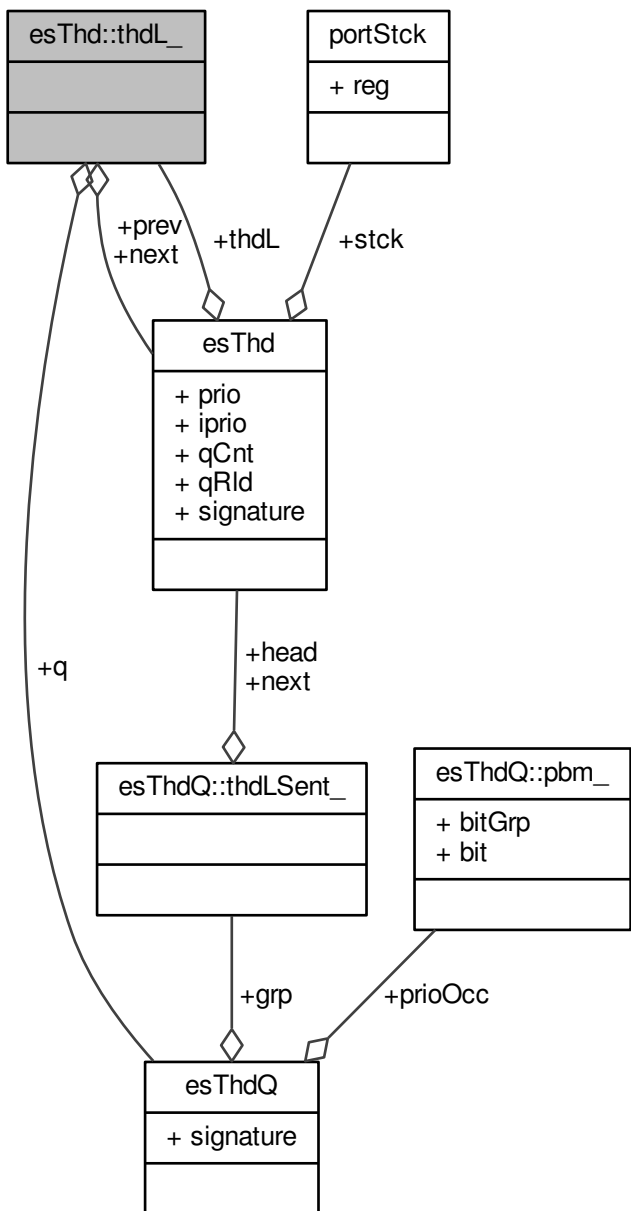 esThd::thdL_
portStck
+ reg
+prev
+next
+thdL
+stck
esThd
+ prio
+ iprio
+ qCnt
+ qRld
+ signature
+q
+head
+next
esThdQ::thdLSent_
esThdQ::pbm_
+ bitGrp
+ bit
+grp
+prioOcc
esThdQ
+ signature